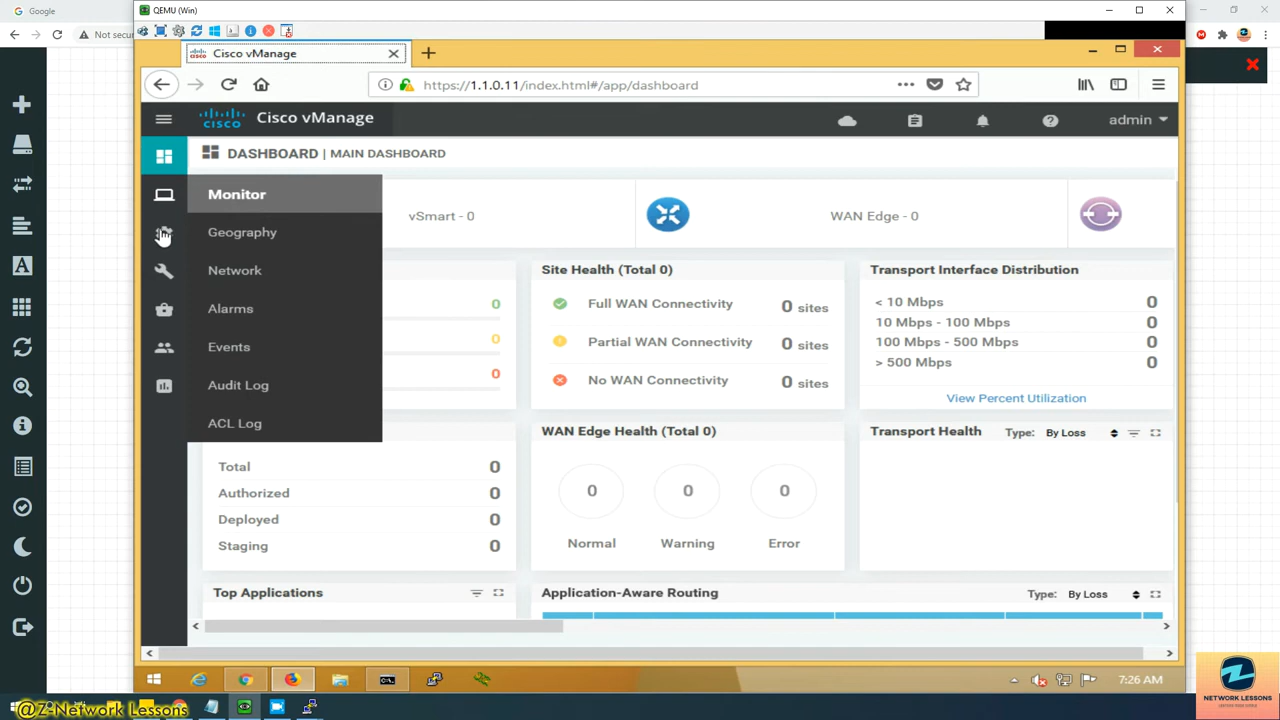 Google
QEMU (Win)
Not secu
Cisco vManage
https://1.1.0.11/index.html#/app/dashboard
CISCO
Cisco vManage
admin
DASHBOARD | MAIN DASHBOARD
Monitor
Geography
Network
Alarms
Events
Audit Log
ACL Log
vSmart - 0
WAN Edge - 0
0
0
0
Site Health (Total 0)
Full WAN Connectivity 0 sites
Partial WAN Connectivity 0 sites
No WAN Connectivity 0 sites
Transport Interface Distribution
< 10 Mbps 0
10 Mbps - 100 Mbps 0
100 Mbps - 500 Mbps 0
> 500 Mbps 0
View Percent Utilization
Total 0
Authorized 0
Deployed 0
Staging 0
WAN Edge Health (Total 0)
0 0 0
Normal Warning Error
Transport Health Type: By Loss
Top Applications
Application-Aware Routing Type: By Loss
7:26 AM
@Z-Network Lessons
NETWORK LESSONS